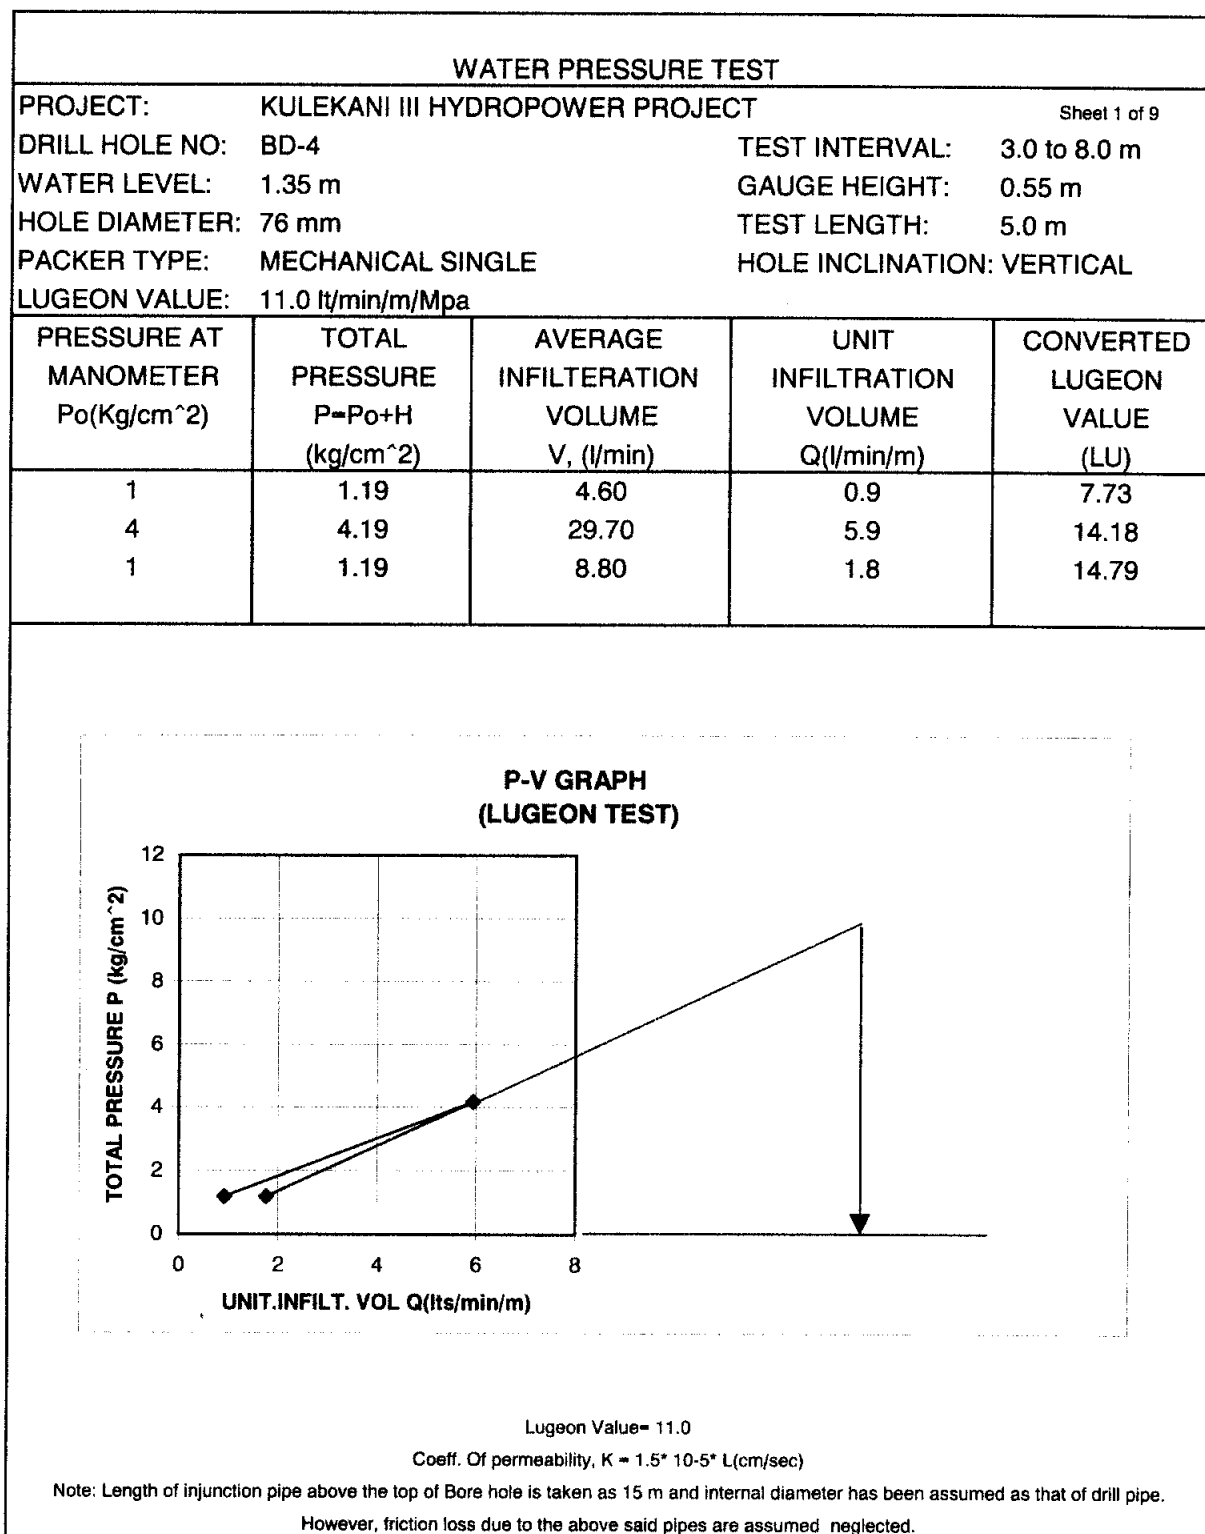 WATER PRESSURE TEST
PROJECT: KULEKANI III HYDROPOWER PROJECT Sheet 1 of 9
DRILL HOLE NO: BD-4 TEST INTERVAL: 3.0 to 8.0 m
WATER LEVEL: 1.35 m GAUGE HEIGHT: 0.55 m
HOLE DIAMETER: 76 mm TEST LENGTH: 5.0 m
PACKER TYPE: MECHANICAL SINGLE HOLE INCLINATION: VERTICAL
LUGEON VALUE: 11.0 lt/min/m/Mpa
PRESSURE AT TOTAL AVERAGE UNIT CONVERTED
MANOMETER PRESSURE INFILTERATION INFILTRATION LUGEON
Po(Kg/cm^2) P=Po+H VOLUME VOLUME VALUE
(kg/cm^2) V, (l/min) Q(l/min/m) (LU)
1 1.19 4.60 0.9 7.73
4 4.19 29.70 5.9 14.18
1 1.19 8.80 1.8 14.79
P-V GRAPH
(LUGEON TEST)
TOTAL PRESSURE P (kg/cm^2)
12
10
8
6
4
2
0
0 2 4 6 8
UNIT.INFILT. VOL Q(lts/min/m)
Lugeon Value= 11.0
Coeff. Of permeability, K = 1.5* 10-5* L(cm/sec)
Note: Length of injunction pipe above the top of Bore hole is taken as 15 m and internal diameter has been assumed as that of drill pipe.
However, friction loss due to the above said pipes are assumed neglected.